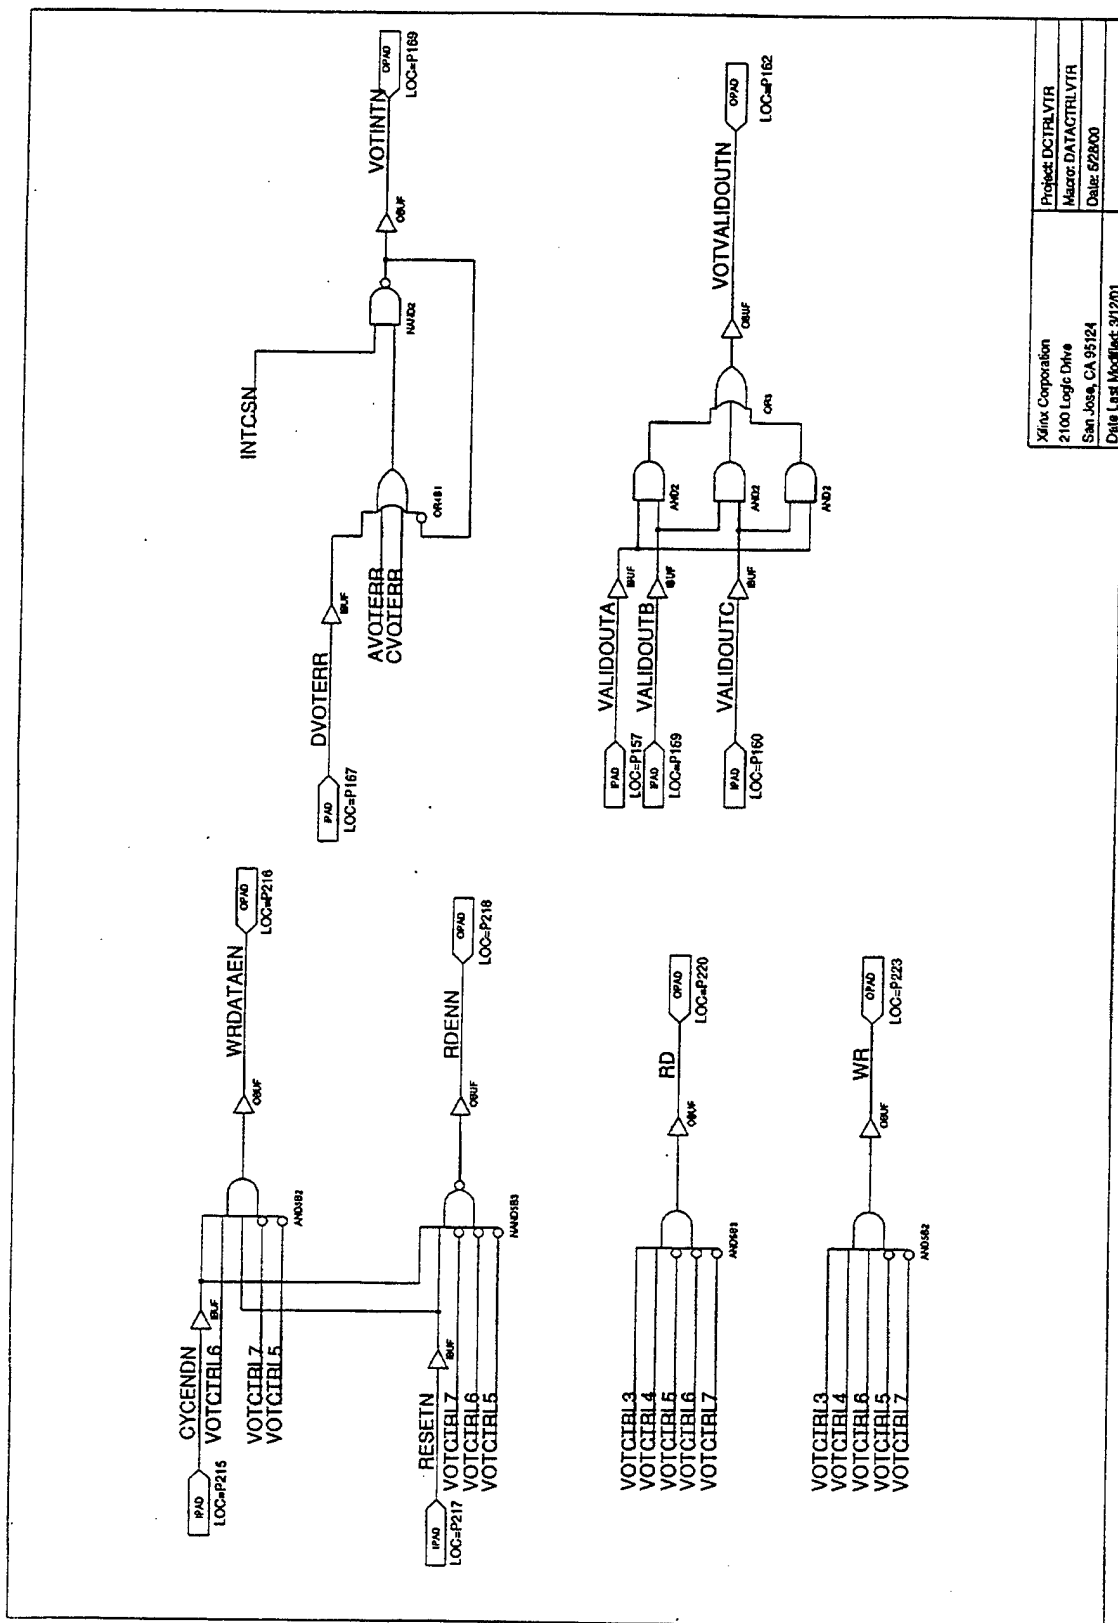 CYCENDN
IPAD
LOC=P215
IBUF
VOTCTRL6
VOTCTRL7
VOTCTRL5
AND5B2
OBUF
WRDATAEN
OPAD
LOC=P216
RESETN
IPAD
LOC=P217
IBUF
VOTCTRL7
VOTCTRL6
VOTCTRL5
NAND5B3
OBUF
RDENN
OPAD
LOC=P218
VOTCTRL3
VOTCTRL4
VOTCTRL5
VOTCTRL6
VOTCTRL7
AND5B3
OBUF
RD
OPAD
LOC=P220
VOTCTRL3
VOTCTRL4
VOTCTRL6
VOTCTRL5
VOTCTRL7
AND5B2
OBUF
WR
OPAD
LOC=P223
INTCSN
DVOTERR
IPAD
LOC=P167
IBUF
AVOTERR
CVOTERR
OR4B1
NAND2
OBUF
VOTINTN
OPAD
LOC=P169
VALIDOUTA
IPAD
LOC=P157
IBUF
VALIDOUTB
IPAD
LOC=P159
IBUF
VALIDOUTC
IPAD
LOC=P160
IBUF
AND2
AND2
AND2
OR3
OBUF
VOTVALIDOUTN
OPAD
LOC=P162
Xilinx Corporation
2100 Logic Drive
San Jose, CA 95124
Date Last Modified: 3/12/01
Project: DCTRLVTR
Macro: DATACTRLVTR
Date: 6/28/00